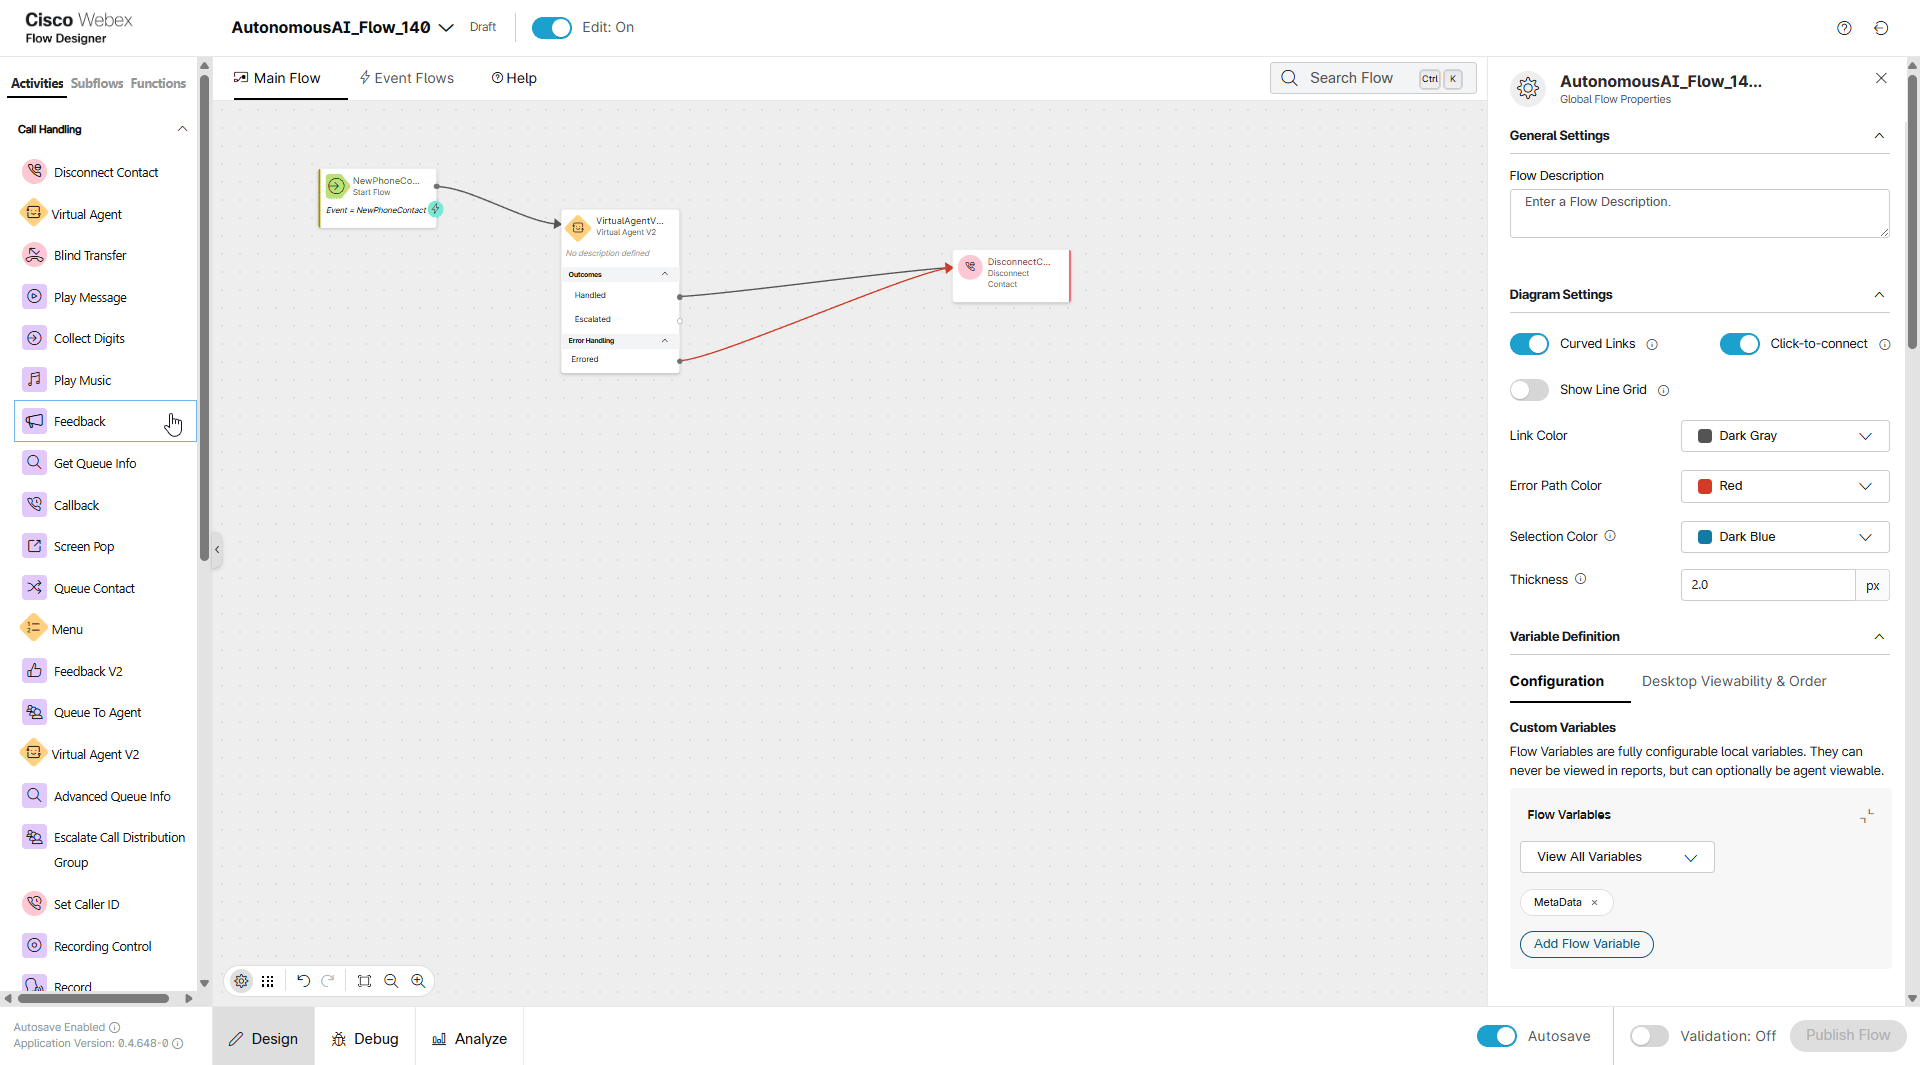 Cisco Webex
Flow Designer
AutonomousAI_Flow_140
Draft
Edit: On
Activities
Subflows
Functions
Call Handling
Disconnect Contact
Virtual Agent
Blind Transfer
Play Message
Collect Digits
Play Music
Feedback
Get Queue Info
Callback
Screen Pop
Queue Contact
Menu
Feedback V2
Queue To Agent
Virtual Agent V2
Advanced Queue Info
Escalate Call Distribution
Group
Set Caller ID
Recording Control
Record
Autosave Enabled
Application Version: 0.4.648-0
Main Flow
Event Flows
Help
Search Flow
Ctrl
K
NewPhoneCo...
Start Flow
Event = NewPhoneContact
VirtualAgentV...
Virtual Agent V2
No description defined
Outcomes
Handled
Escalated
Error Handling
Errored
DisconnectC...
Disconnect
Contact
Design
Debug
Analyze
AutonomousAI_Flow_14...
Global Flow Properties
General Settings
Flow Description
Enter a Flow Description.
Diagram Settings
Curved Links
Click-to-connect
Show Line Grid
Link Color
Dark Gray
Error Path Color
Red
Selection Color
Dark Blue
Thickness
2.0
px
Variable Definition
Configuration
Desktop Viewability & Order
Custom Variables
Flow Variables are fully configurable local variables. They can
never be viewed in reports, but can optionally be agent viewable.
Flow Variables
View All Variables
MetaData ×
Add Flow Variable
Autosave
Validation: Off
Publish Flow